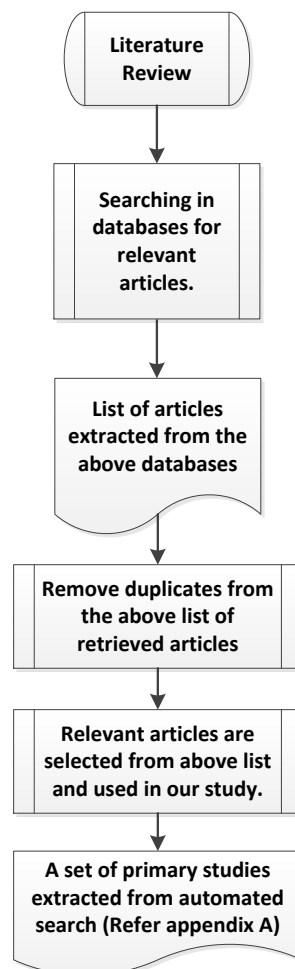 Literature
Review
Searching in
databases for
relevant
articles.
List of articles
extracted from the
above databases
Remove duplicates from
the above list of
retrieved articles
Relevant articles are
selected from above list
and used in our study.
A set of primary studies
extracted from automated
search (Refer appendix A)